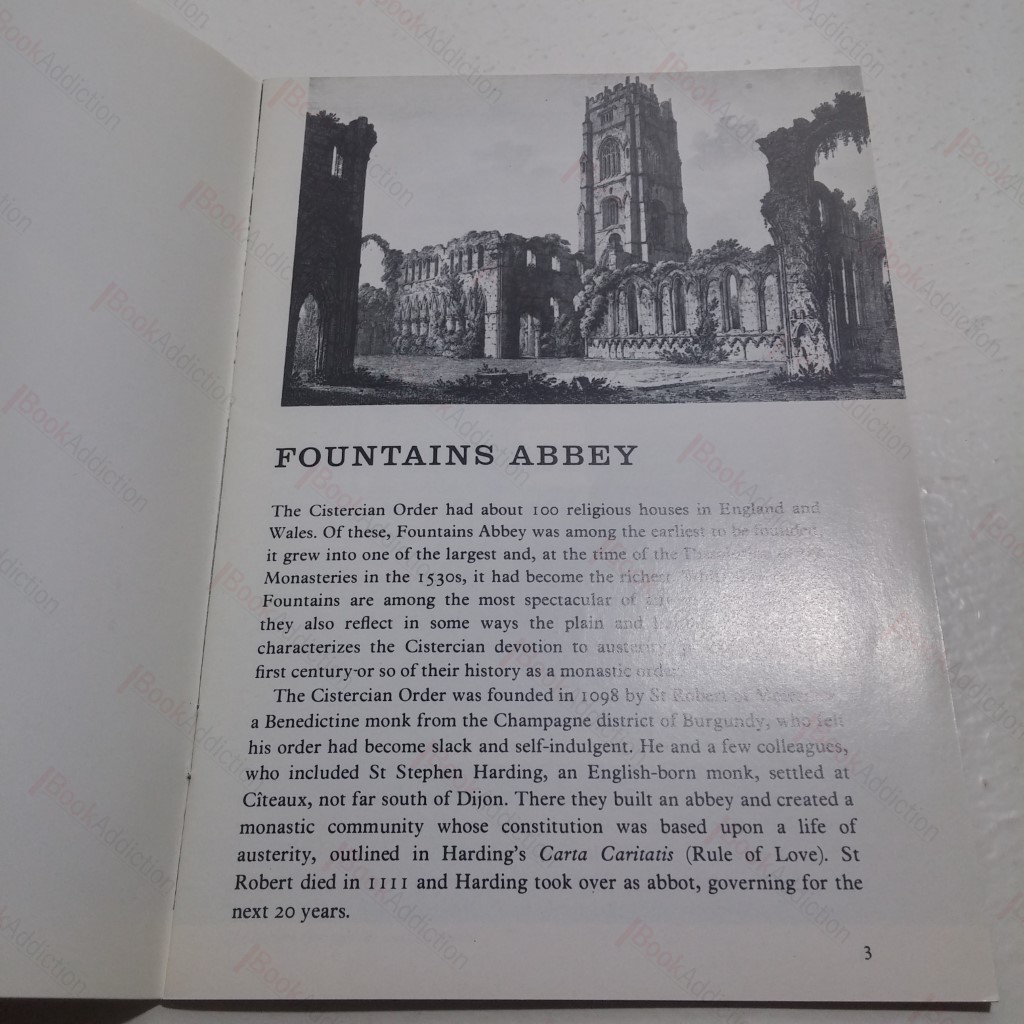 FOUNTAINS ABBEY
The Cistercian Order had about 100 religious houses in England and
Wales. Of these, Fountains Abbey was among the earliest to be founded,
it grew into one of the largest and, at the time of the
Monasteries in the 1530s, it had become the richest.
Fountains are among the most spectacular of
they also reflect in some ways the plain and
characterizes the Cistercian devotion to austerity
first century or so of their history as a monastic order
The Cistercian Order was founded in 1098 by St Robert of
a Benedictine monk from the Champagne district of Burgundy, who felt
his order had become slack and self-indulgent. He and a few colleagues,
who included St Stephen Harding, an English-born monk, settled at
Cîteaux, not far south of Dijon. There they built an abbey and created a
monastic community whose constitution was based upon a life of
austerity, outlined in Harding's Carta Caritatis (Rule of Love). St
Robert died in 1111 and Harding took over as abbot, governing for the
next 20 years.
3
BookAddiction